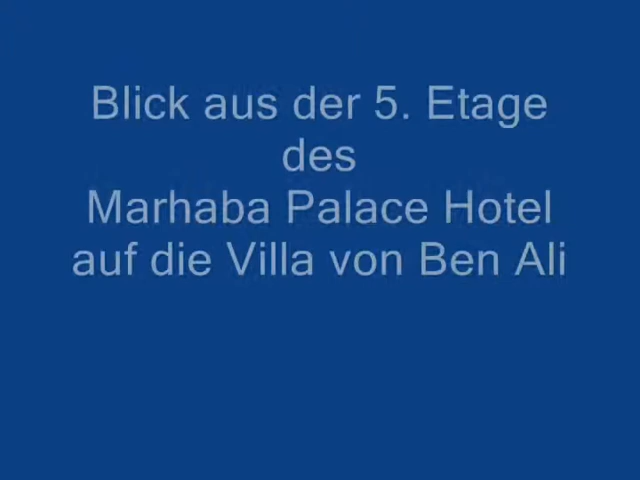 Blick aus der 5. Etage
des
Marhaba Palace Hotel
auf die Villa von Ben Ali